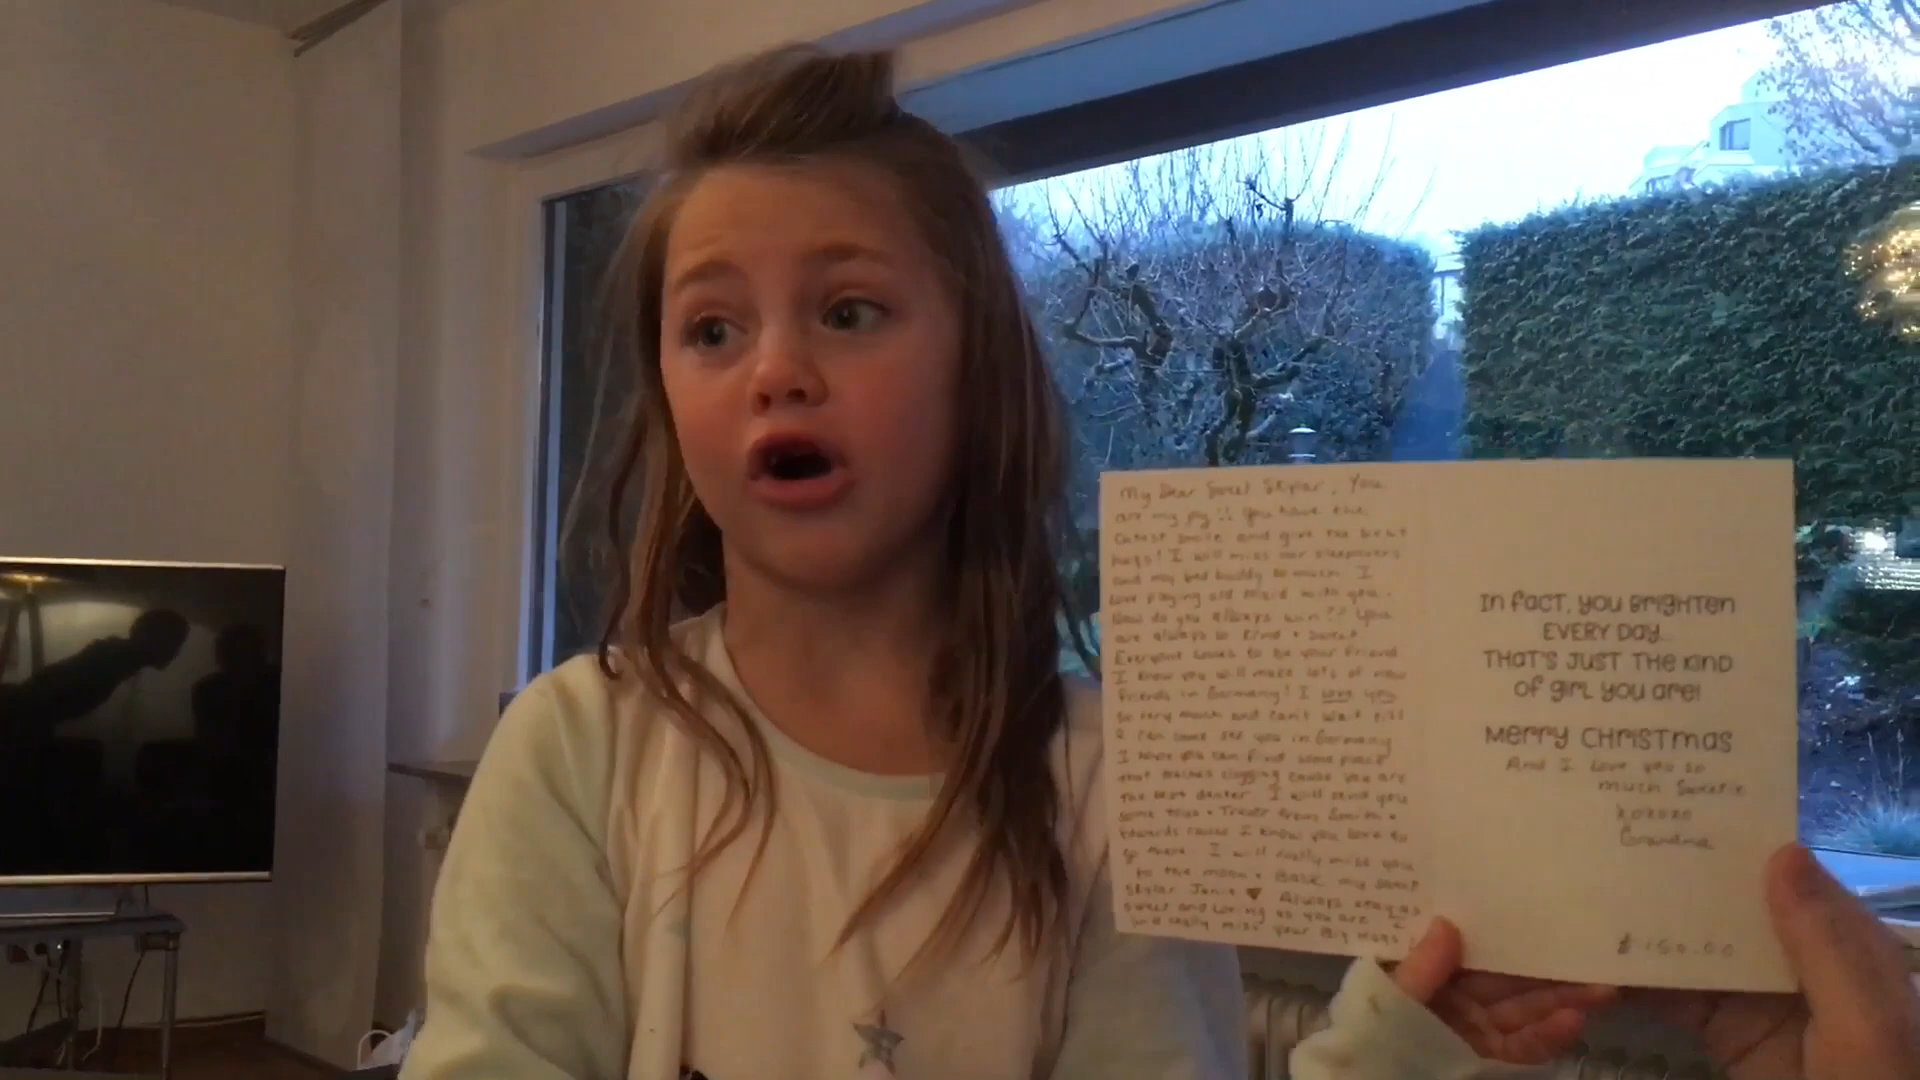 My Dear Sweet Skylar, You
are my joy!! You have the
cutest smile and give the best
hugs! I will miss our sleepovers
and my bed buddy so much. I
love playing old maid with you.
How do you always win?? You
are always so kind + sweet.
Everyone loves to be your friend
I know you will make lots of new
friends in Germany! I love you
so very much and can't wait till
I can come see you in Germany
I hope you can find some place
that teaches clogging cause you are
the best dancer. I will send you
some + Treats from Smith +
Edwards cause I know you love to
go there. I will really miss you
to the moon + Back my sweet
Skylar ♥ Always stay as
sweet and loving as you are I
will really miss your Big Hugs!
In fact, you brighten
every day...
That's just the kind
of girl you are!
Merry Christmas
And I love you so
much Sweetie
xoxoxo
Grandma
$150.00